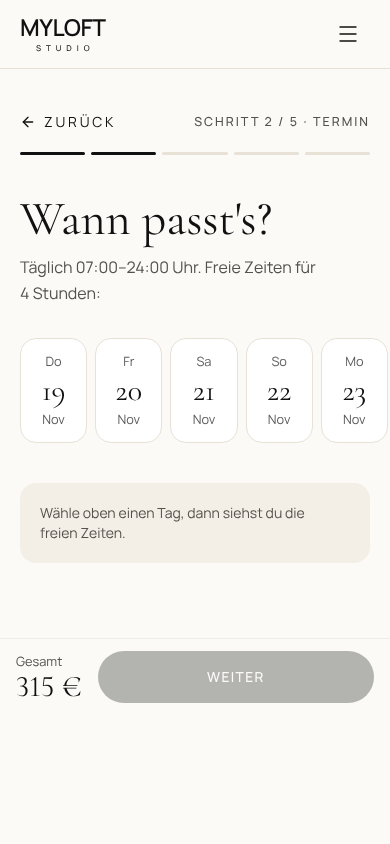 MYLOFT
STUDIO
ZURÜCK
SCHRITT 2 / 5 · TERMIN
Wann passt's?
Täglich 07:00–24:00 Uhr. Freie Zeiten für
4 Stunden:
Do
19
Nov
Fr
20
Nov
Sa
21
Nov
So
22
Nov
Mo
23
Nov
Wähle oben einen Tag, dann siehst du die
freien Zeiten.
Gesamt
315 €
WEITER